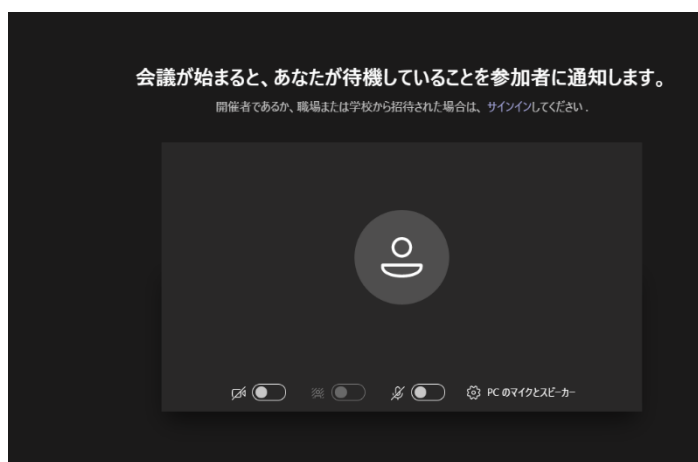 会議が始まると、あなたが待機していることを参加者に通知します。
開催者であるか、職場または学校から招待された場合は、サインインしてください.
PC のマイクとスピーカー